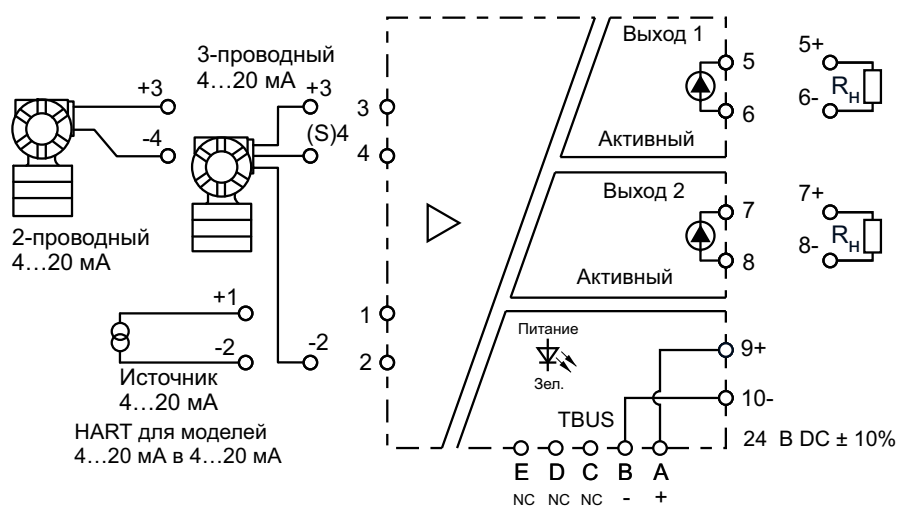 3-проводный
4…20 мА
+3
-4
+3
(S)4
2-проводный
4…20 мА
+1
-2
-2
Источник
4…20 мА
HART для моделей
4…20 мА в 4…20 мА
3
4
1
2
Выход 1
Активный
5
6
5+
6-
RН
Выход 2
Активный
7
8
7+
8-
RН
Питание
Зел.
9+
10-
TBUS
24 В DC ± 10%
E D C B A
NC NC NC - +